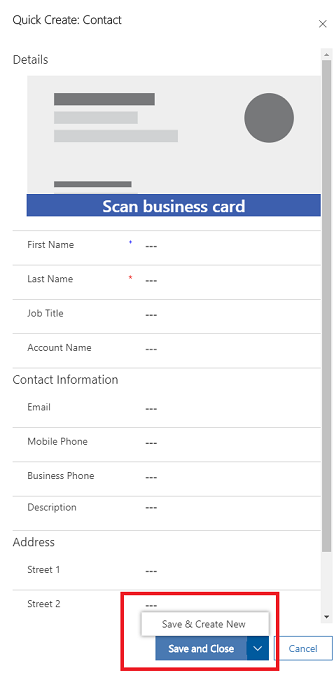 Quick Create: Contact
Details
Scan business card
First Name * ---
Last Name * ---
Job Title ---
Account Name ---
Contact Information
Email ---
Mobile Phone ---
Business Phone ---
Description ---
Address
Street 1 ---
Street 2 ---
Save & Create New
Save and Close Cancel